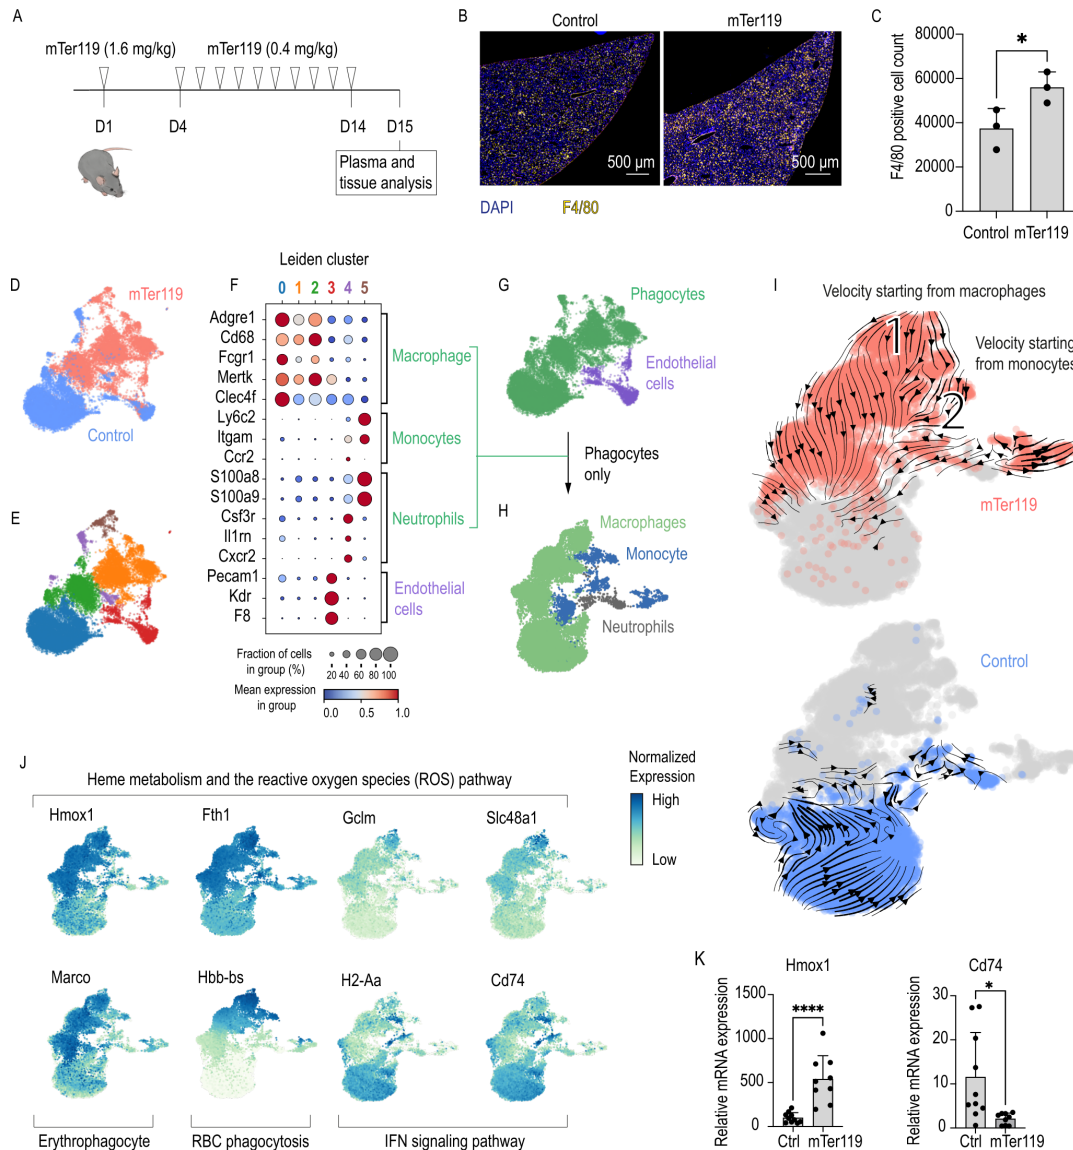 A
mTer119 (1.6 mg/kg)
mTer119 (0.4 mg/kg)
D1
D4
D14
D15
Plasma and
tissue analysis
B
Control
mTer119
500 µm
500 µm
DAPI
F4/80
C
*
F4/80 positive cell count
80000
60000
40000
20000
0
Control
mTer119
D
mTer119
Control
E
Leiden cluster
F
0 1 2 3 4 5
Adgre1
Cd68
Fcgr1
Mertk
Clec4f
Ly6c2
Itgam
Ccr2
S100a8
S100a9
Csf3r
Il1rn
Cxcr2
Pecam1
Kdr
F8
Macrophage
Monocytes
Neutrophils
Endothelial
cells
Fraction of cells
in group (%)
20 40 60 80 100
Mean expression
in group
0.0 0.5 1.0
G
Phagocytes
Endothelial
cells
Phagocytes
only
H
Macrophages
Monocyte
Neutrophils
I
Velocity starting from macrophages
1
Velocity starting
from monocytes
2
mTer119
Control
J
Heme metabolism and the reactive oxygen species (ROS) pathway
Normalized
Expression
High
Low
Hmox1
Fth1
Gclm
Slc48a1
Marco
Hbb-bs
H2-Aa
Cd74
Erythrophagocyte
RBC phagocytosis
IFN signaling pathway
K
Hmox1
****
Relative mRNA expression
1500
1000
500
0
Ctrl
mTer119
Cd74
*
Relative mRNA expression
30
20
10
0
Ctrl
mTer119